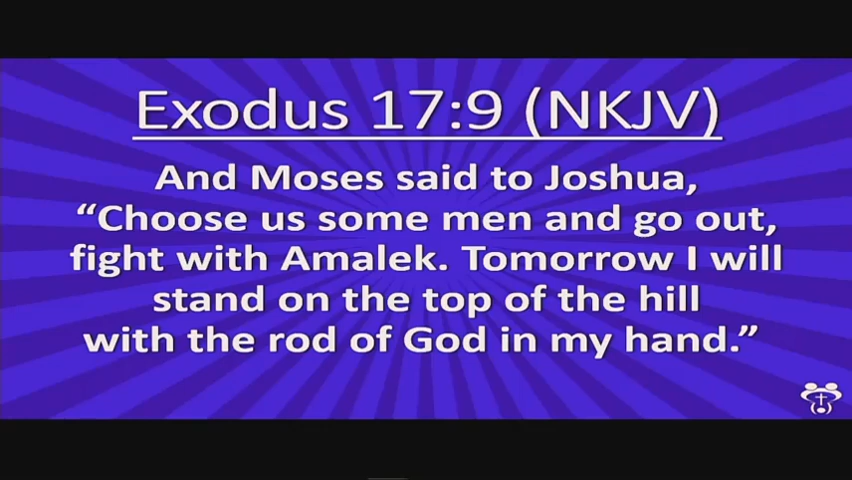 Exodus 17:9 (NKJV)
And Moses said to Joshua,
“Choose us some men and go out,
fight with Amalek. Tomorrow I will
stand on the top of the hill
with the rod of God in my hand.”